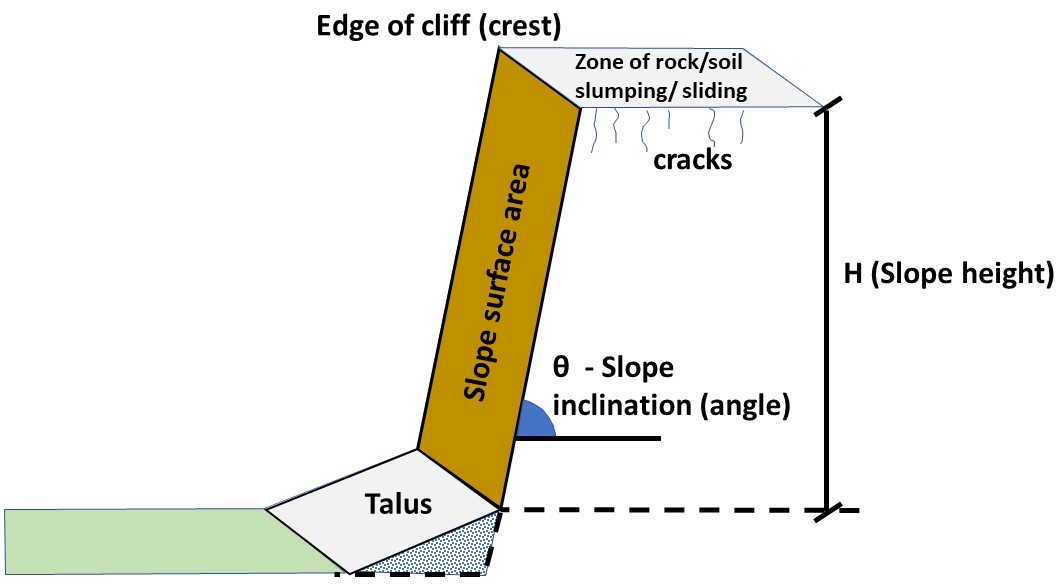 Edge of cliff (crest)
Zone of rock/soil
slumping/ sliding
cracks
Slope surface area
H (Slope height)
θ - Slope
inclination (angle)
Talus